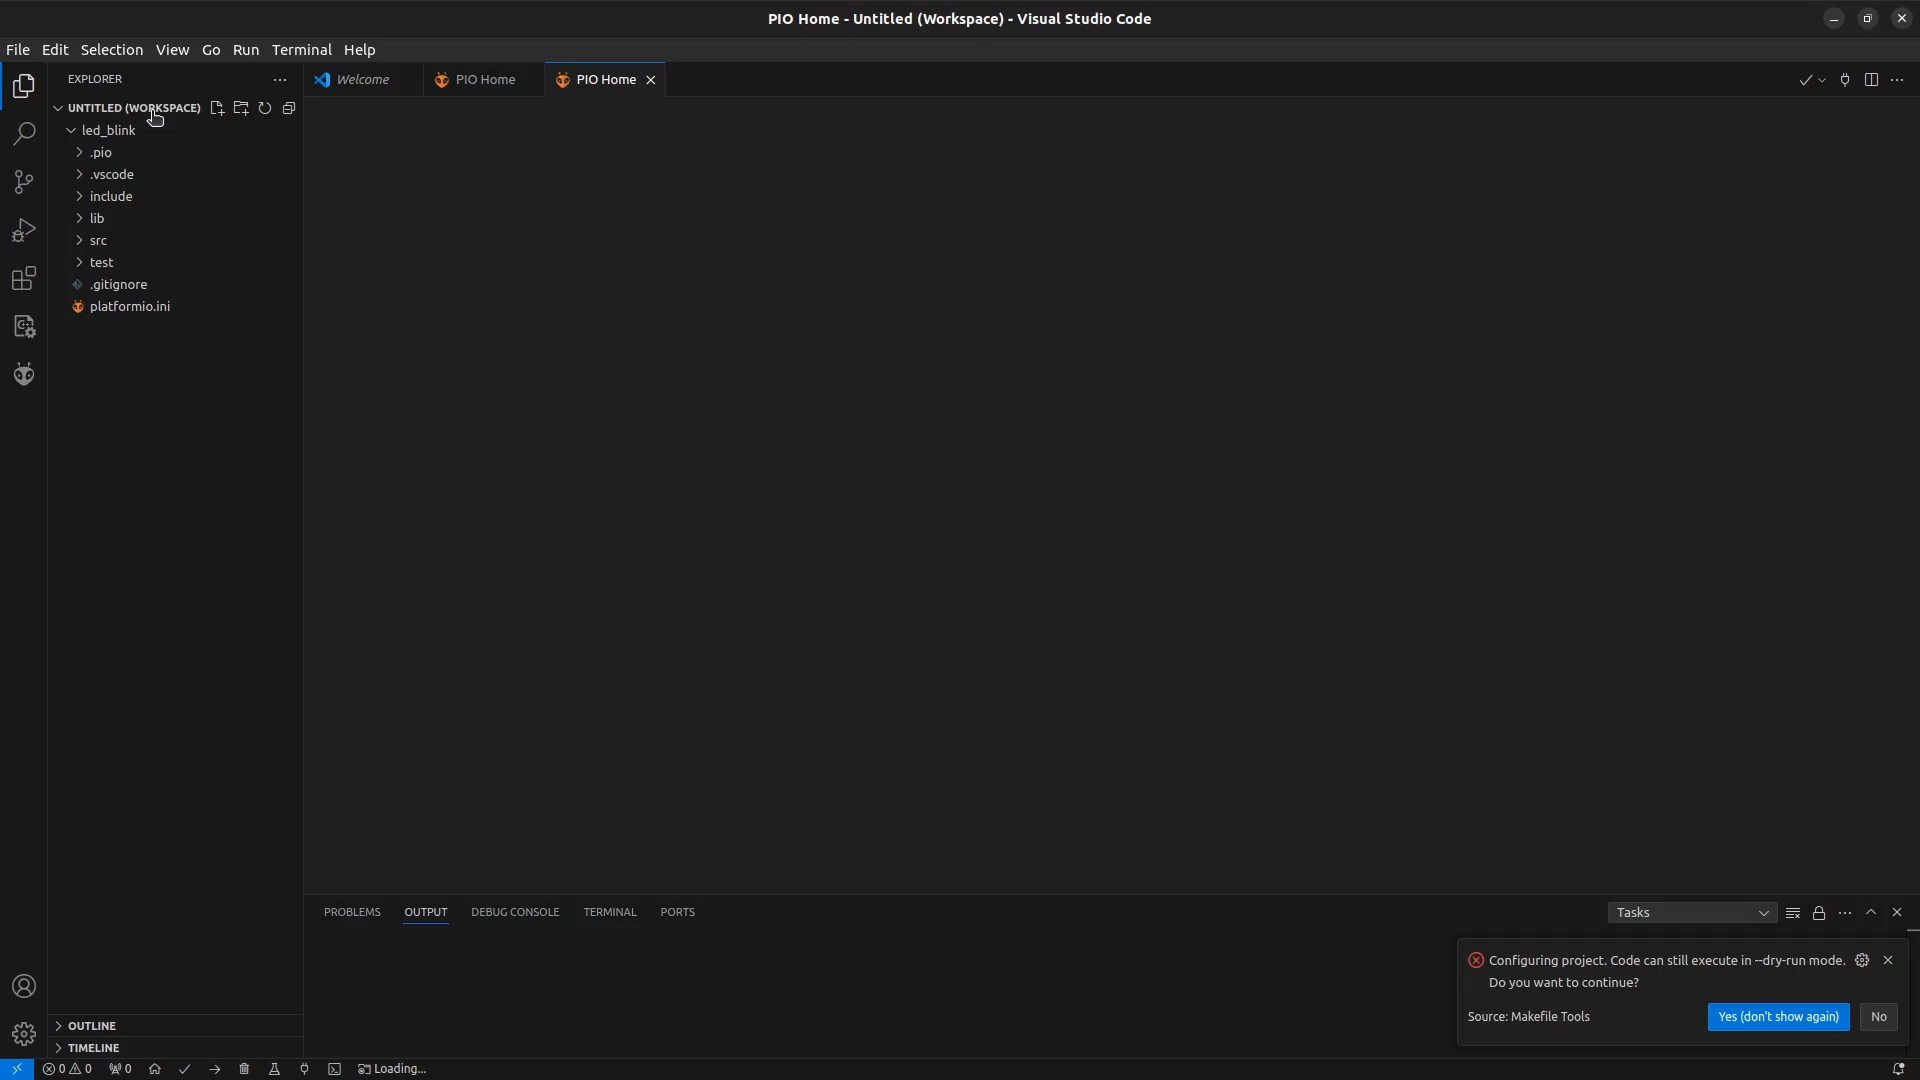 PIO Home - Untitled (Workspace) - Visual Studio Code
File Edit Selection View Go Run Terminal Help
EXPLORER
Welcome
PIO Home
PIO Home
UNTITLED (WORKSPACE)
led_blink
.pio
.vscode
include
lib
src
test
.gitignore
platformio.ini
PROBLEMS OUTPUT DEBUG CONSOLE TERMINAL PORTS
Tasks
Configuring project. Code can still execute in --dry-run mode.
Do you want to continue?
Source: Makefile Tools
Yes (don't show again)
No
OUTLINE
TIMELINE
0 0 0 Loading...